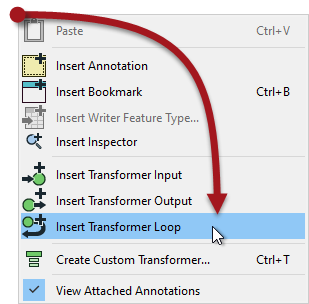 Paste Ctrl+V
Insert Annotation
Insert Bookmark Ctrl+B
Insert Writer Feature Type...
Insert Inspector
Insert Transformer Input
Insert Transformer Output
Insert Transformer Loop
Create Custom Transformer... Ctrl+T
View Attached Annotations